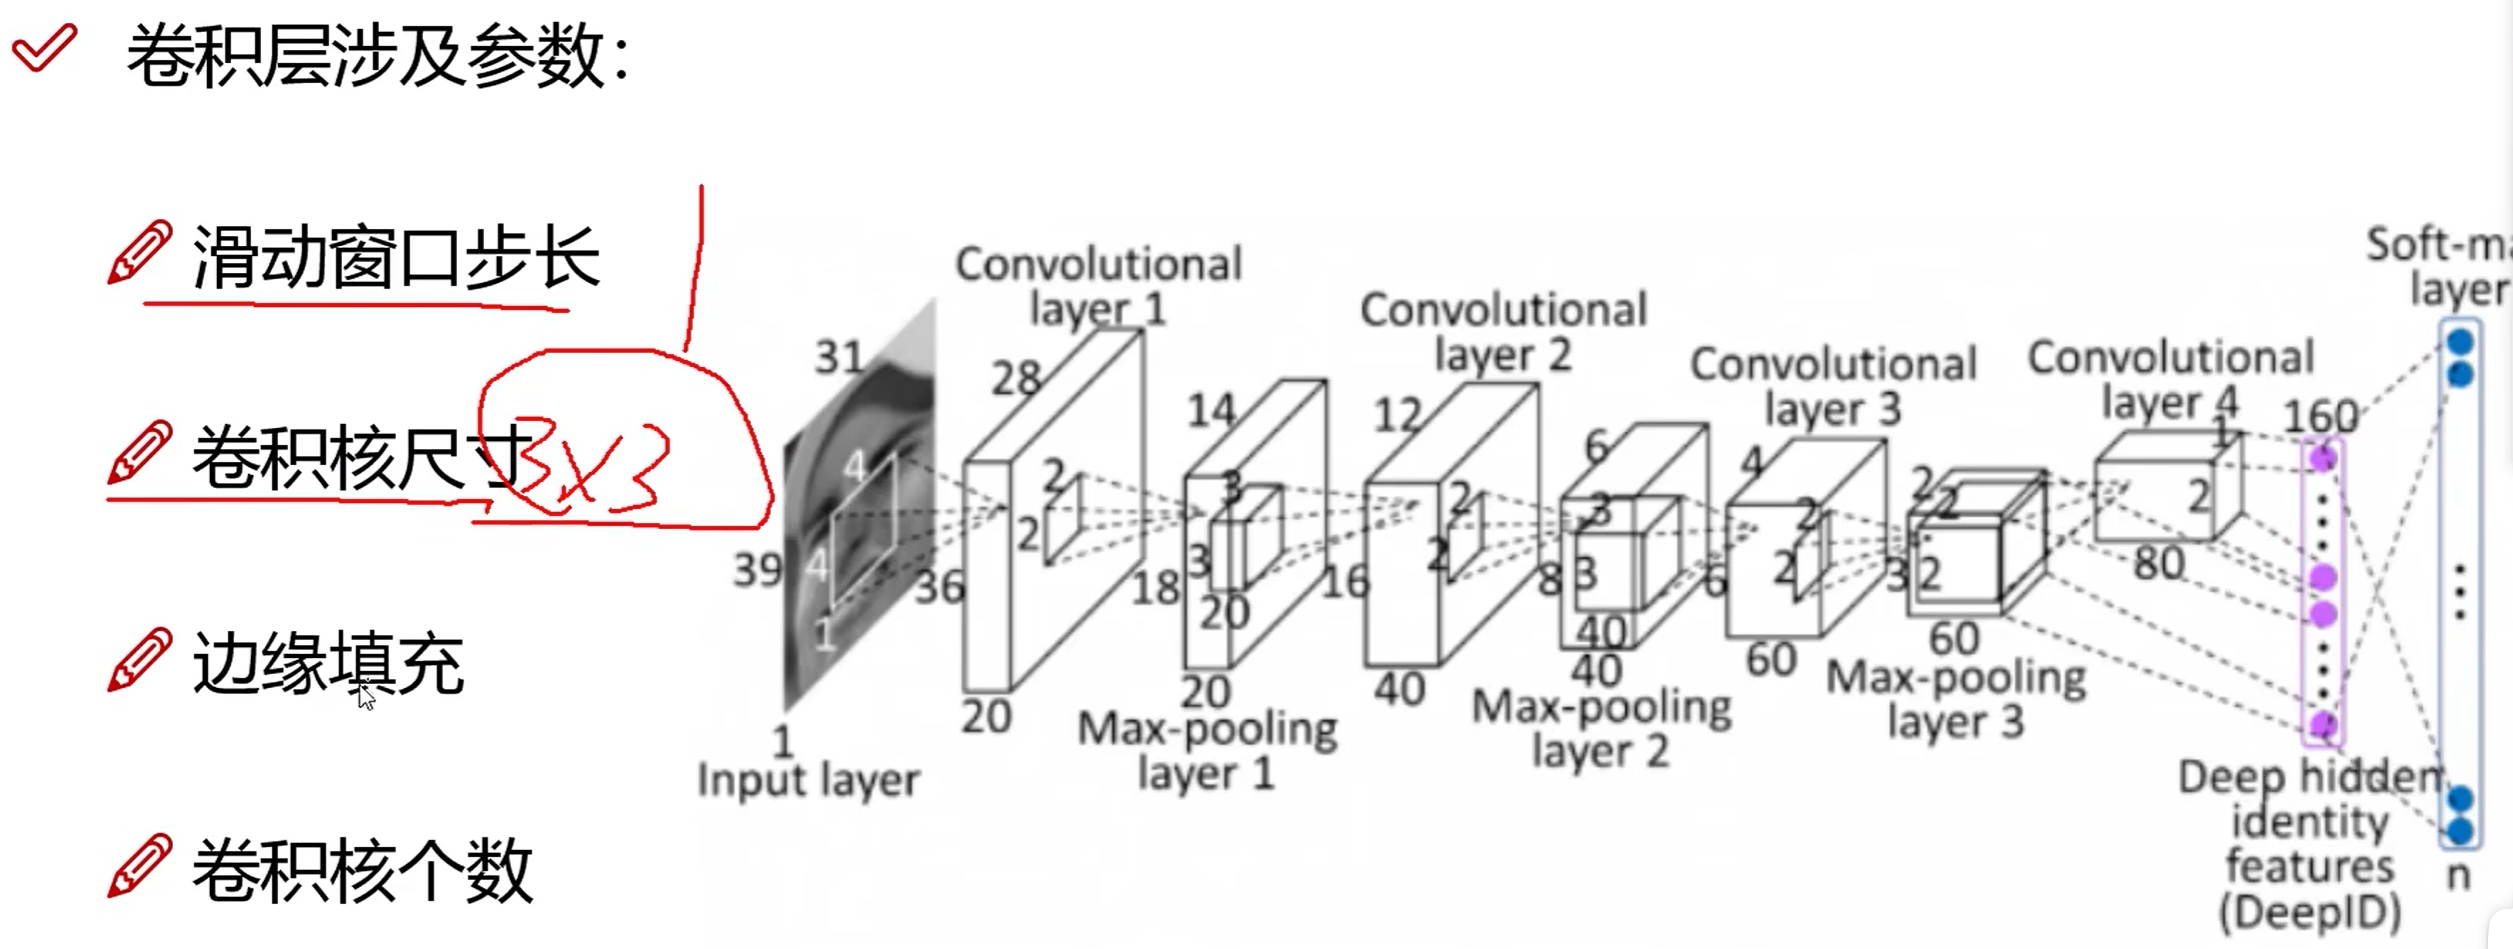 卷积层涉及参数：
滑动窗口步长
卷积核尺寸
3×3
边缘填充
卷积核个数
Convolutional
layer 1
Convolutional
layer 2
Convolutional
layer 3
Convolutional
layer 4
Soft-ma
layer
31
39
4
4
1
1
Input layer
28
36
20
2
2
14
18
3
3
20
20
Max-pooling
layer 1
12
16
40
2
2
6
8
3
3
40
40
Max-pooling
layer 2
4
6
60
2
2
2
3
2
2
60
Max-pooling
layer 3
1
2
80
160
Deep hidden
identity
features
(DeepID)
n